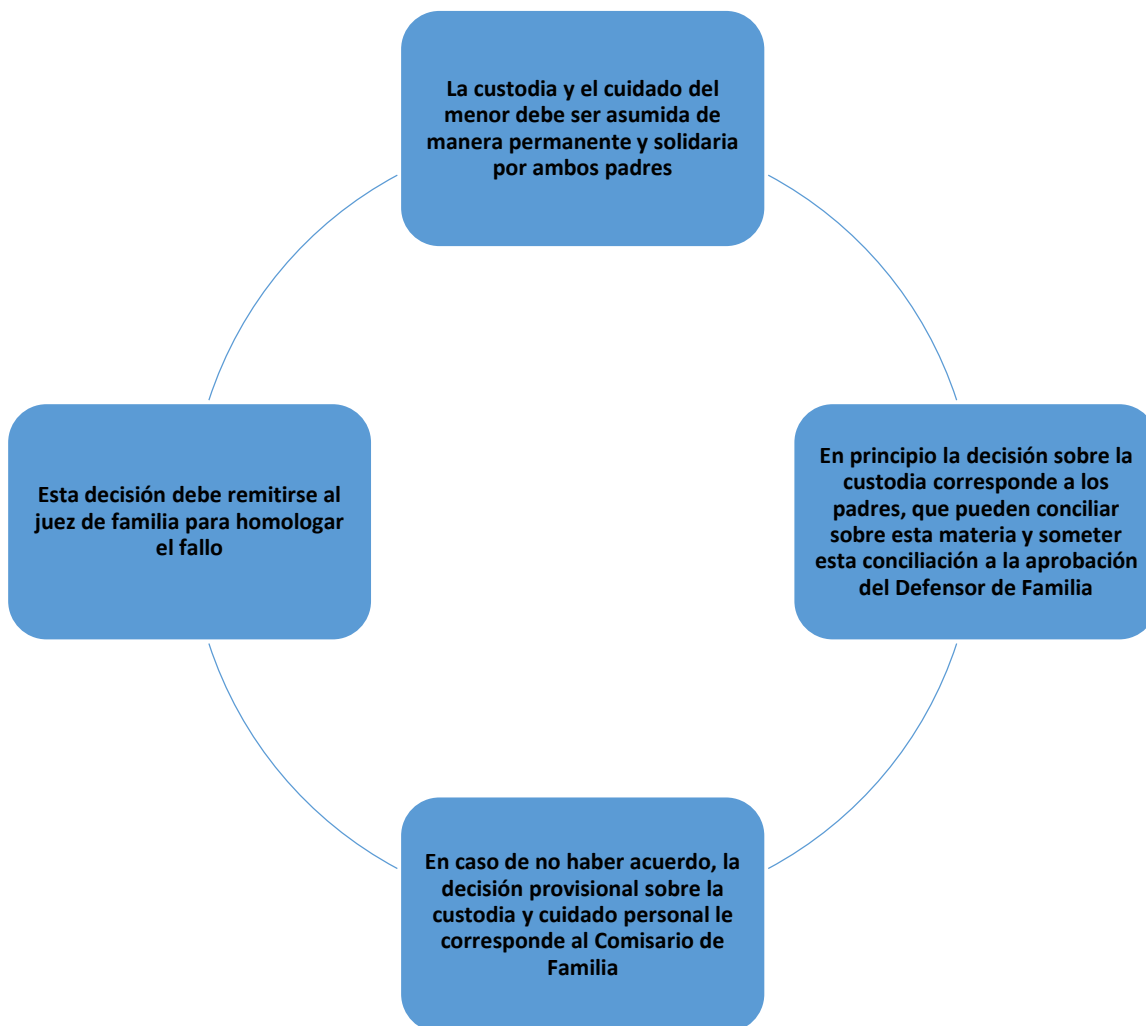 La custodia y el cuidado del
menor debe ser asumida de
manera permanente y solidaria
por ambos padres
En principio la decisión sobre la
custodia corresponde a los
padres, que pueden conciliar
sobre esta materia y someter
esta conciliación a la aprobación
del Defensor de Familia
En caso de no haber acuerdo, la
decisión provisional sobre la
custodia y cuidado personal le
corresponde al Comisario de
Familia
Esta decisión debe remitirse al
juez de familia para homologar
el fallo